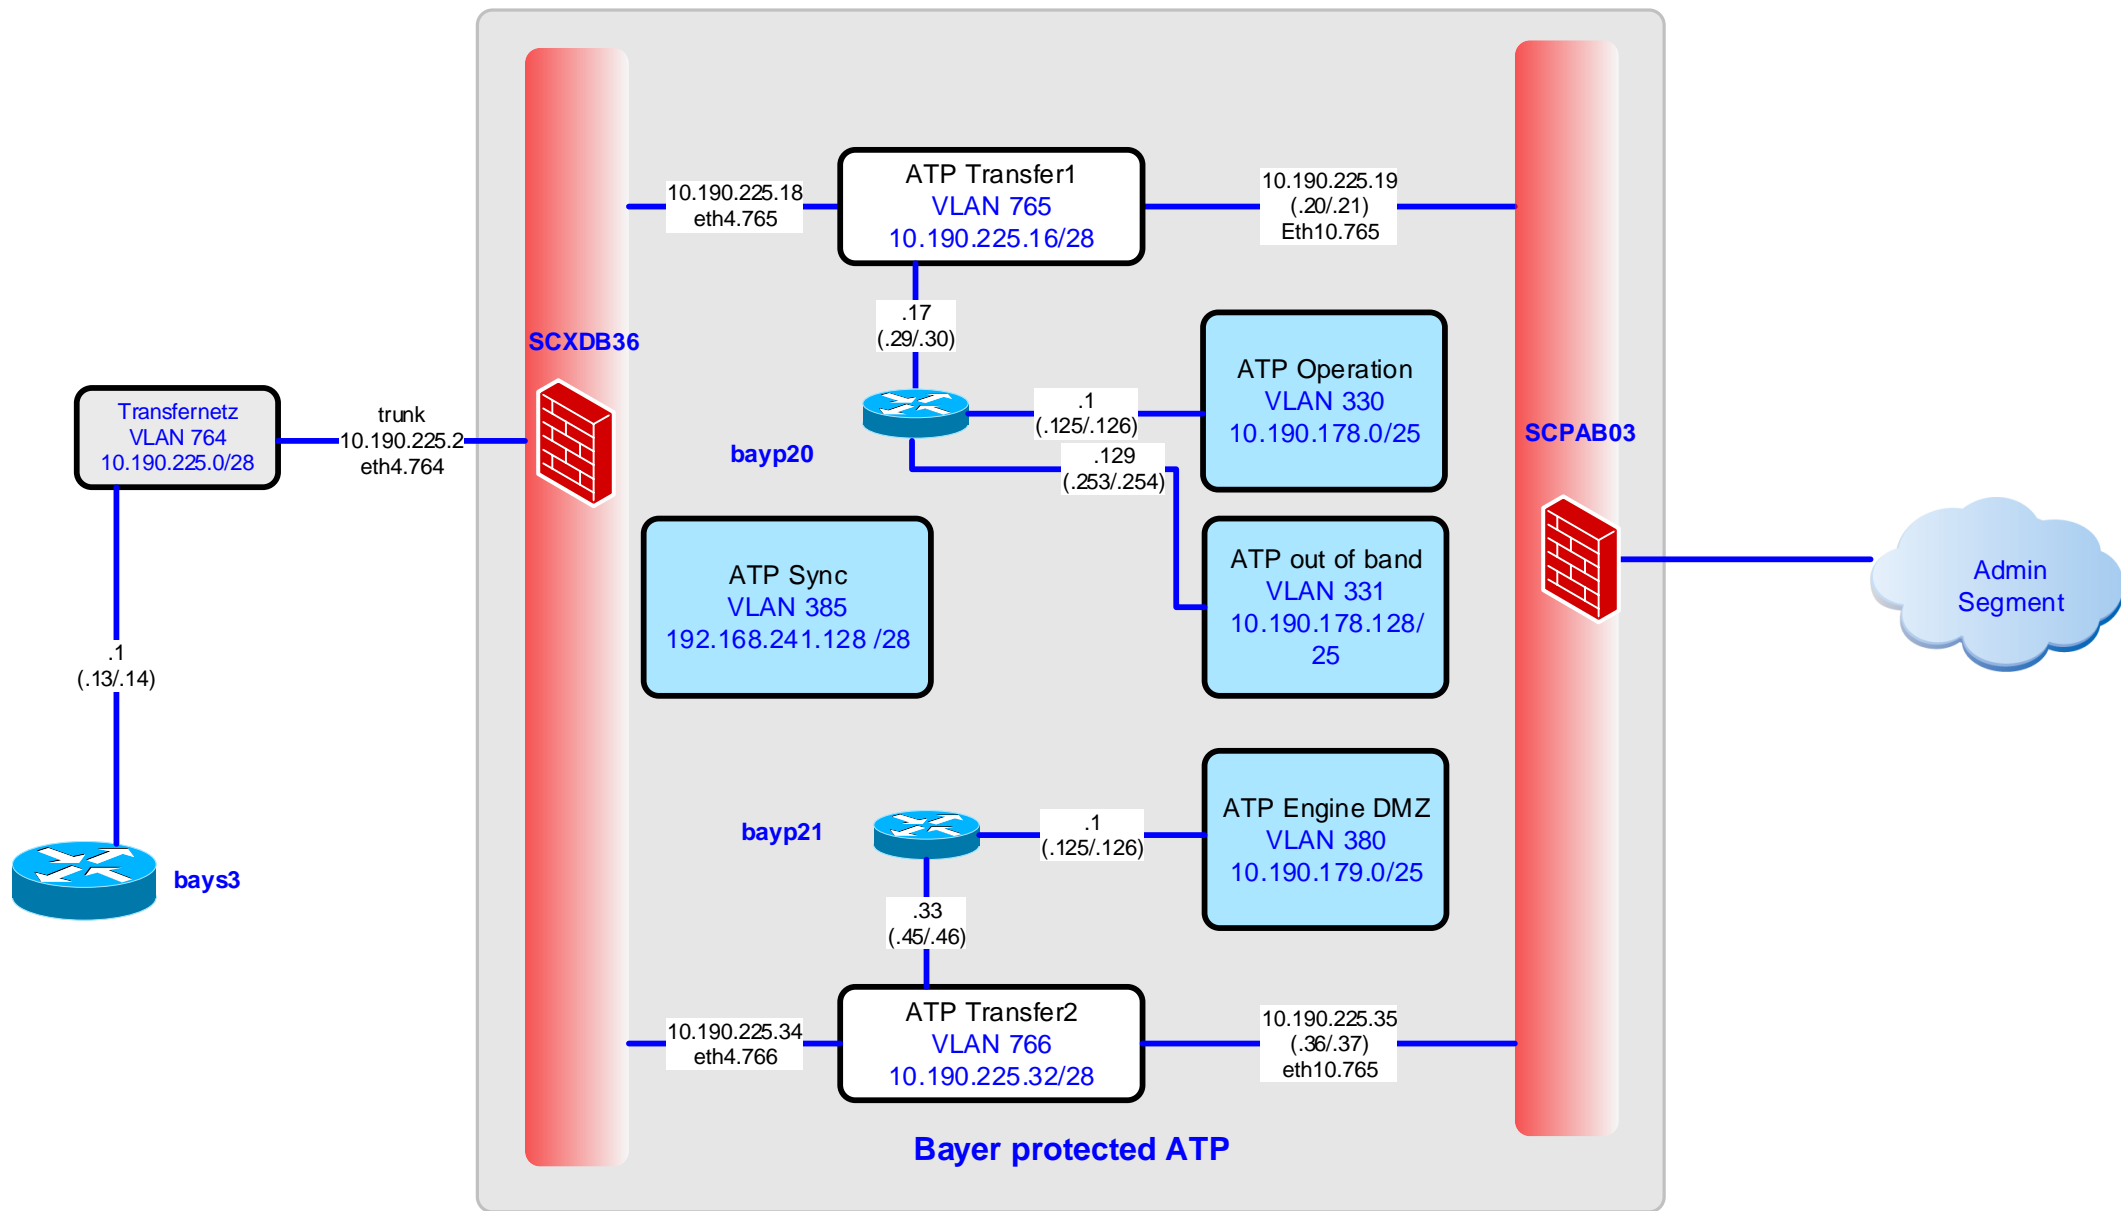 ATP Transfer1
VLAN 765
10.190.225.16/28
10.190.225.18
eth4.765
10.190.225.19
(.20/.21)
Eth10.765
.17
(.29/.30)
SCXDB36
ATP Operation
VLAN 330
10.190.178.0/25
.1
(.125/.126)
Transfernetz
VLAN 764
10.190.225.0/28
trunk
10.190.225.2
eth4.764
bayp20
.129
(.253/.254)
SCPAB03
ATP Sync
VLAN 385
192.168.241.128 /28
ATP out of band
VLAN 331
10.190.178.128/
25
Admin
Segment
.1
(.13/.14)
bays3
bayp21
.1
(.125/.126)
ATP Engine DMZ
VLAN 380
10.190.179.0/25
.33
(.45/.46)
10.190.225.34
eth4.766
ATP Transfer2
VLAN 766
10.190.225.32/28
10.190.225.35
(.36/.37)
eth10.765
Bayer protected ATP